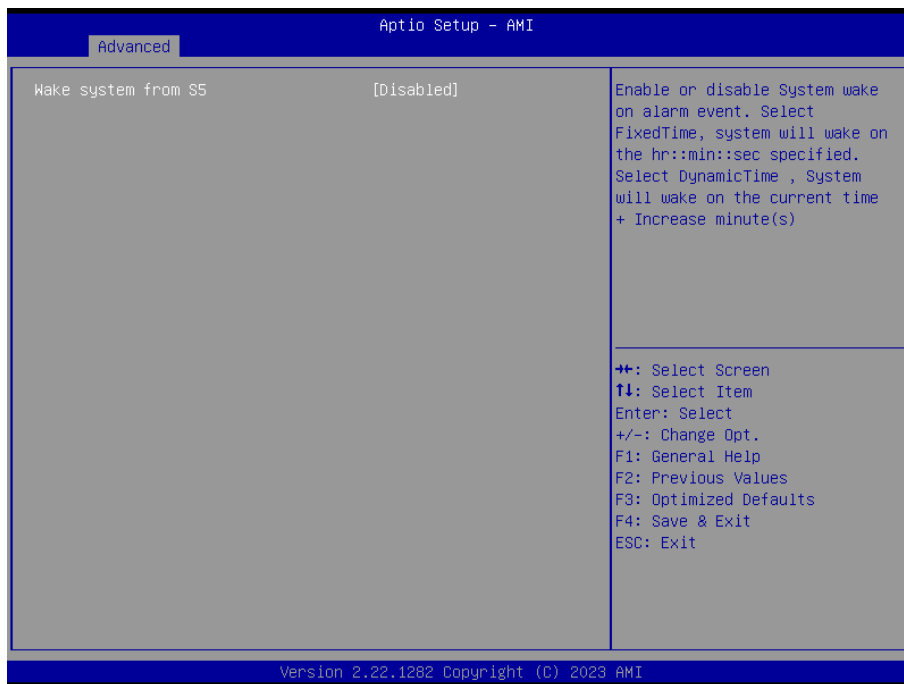 Aptio Setup – AMI
Advanced
Wake system from S5 [Disabled]
Enable or disable System wake
on alarm event. Select
FixedTime, system will wake on
the hr::min::sec specified.
Select DynamicTime , System
will wake on the current time
+ Increase minute(s)
→←: Select Screen
↑↓: Select Item
Enter: Select
+/-: Change Opt.
F1: General Help
F2: Previous Values
F3: Optimized Defaults
F4: Save & Exit
ESC: Exit
Version 2.22.1282 Copyright (C) 2023 AMI